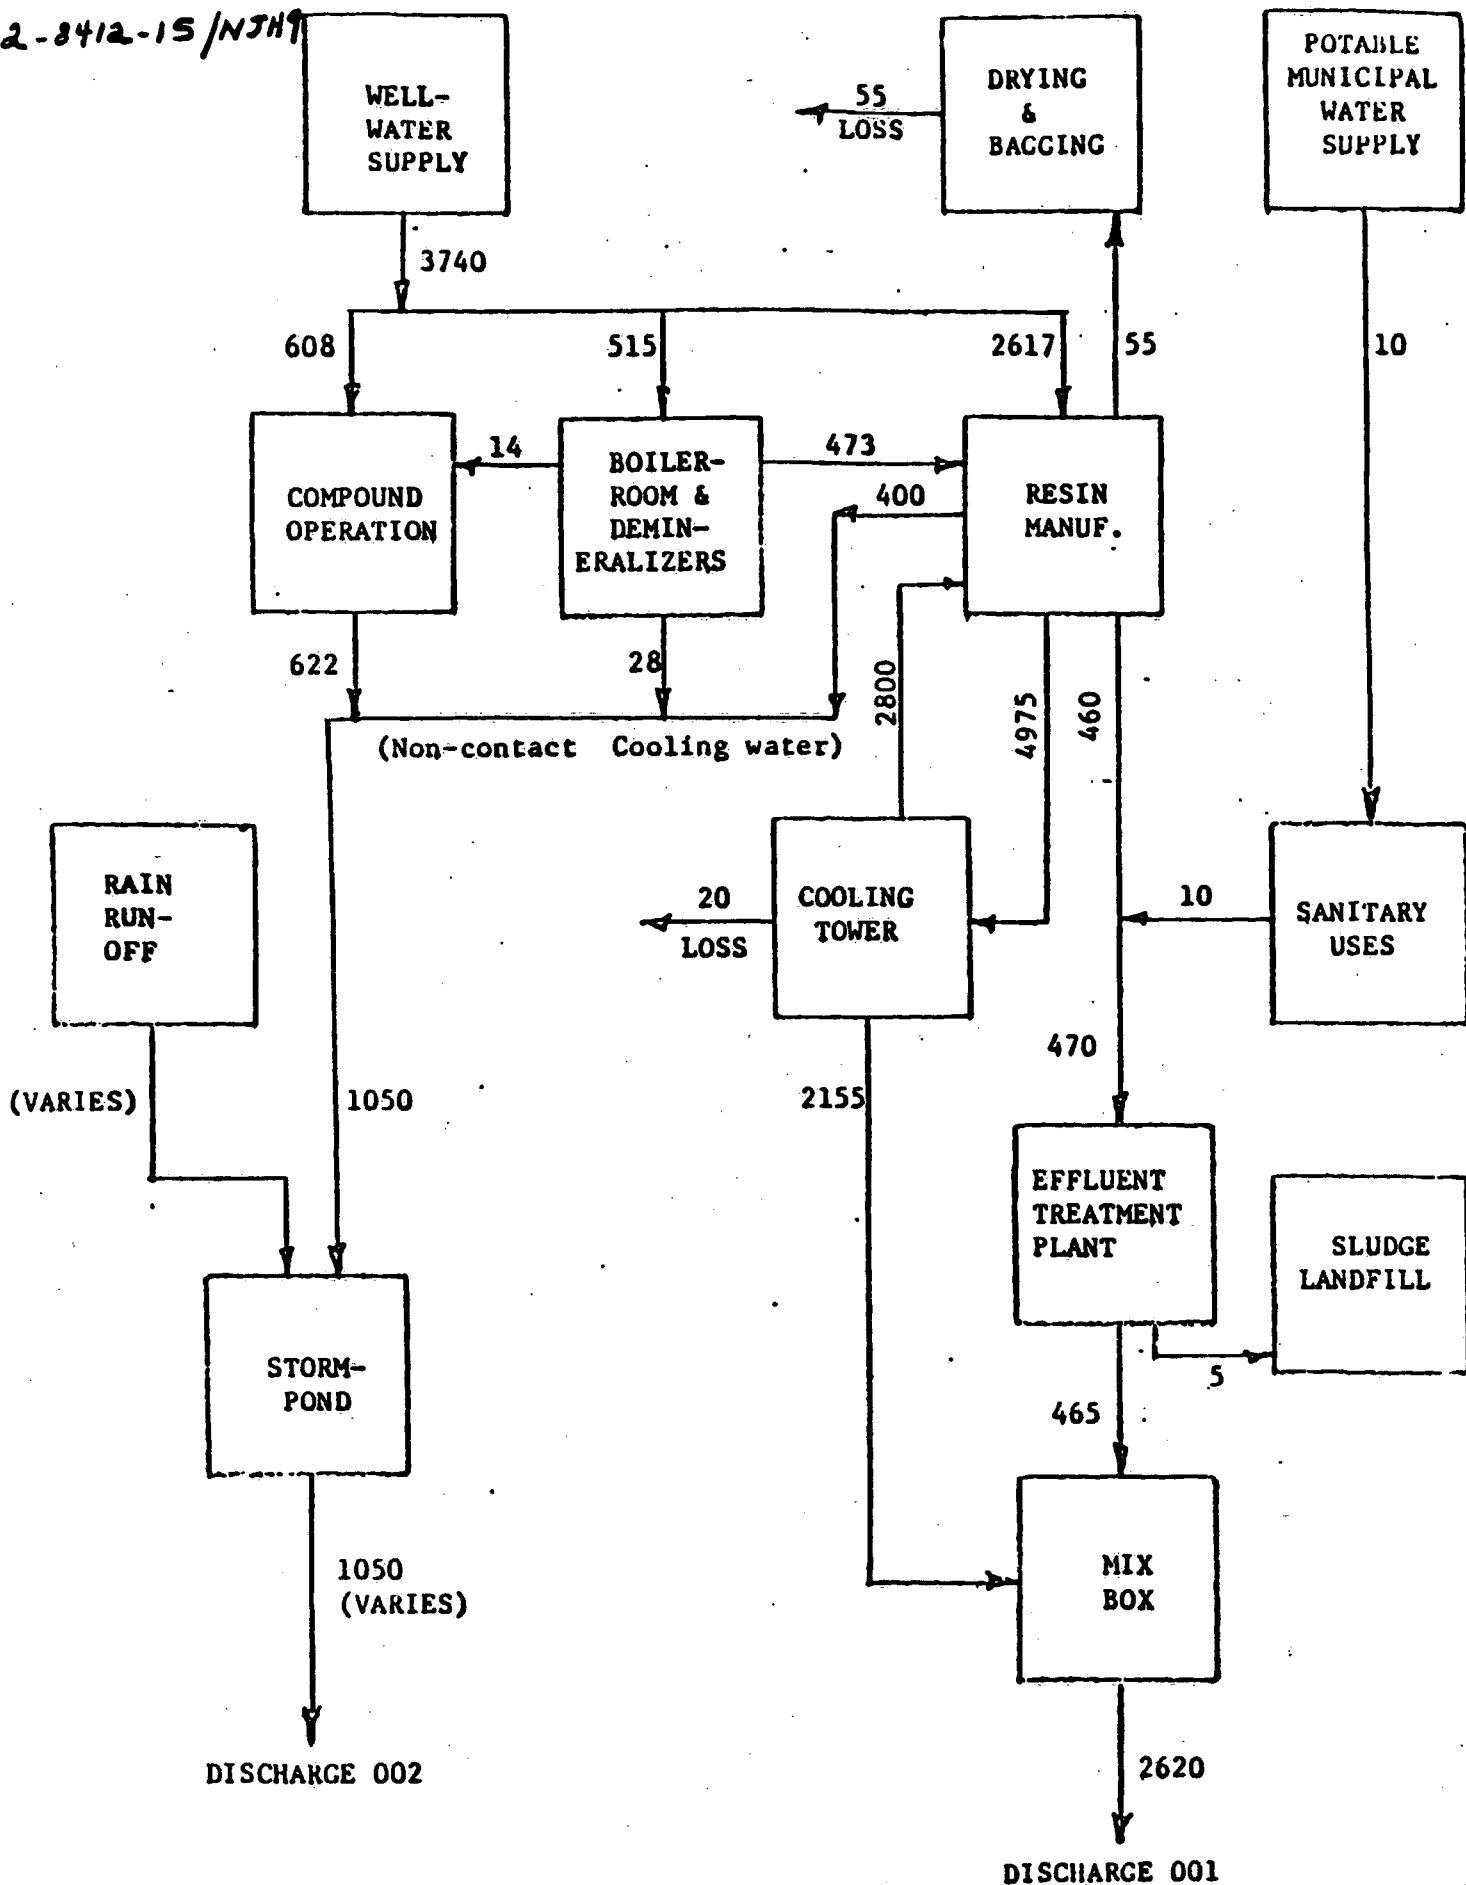 2-8412-15/NJH9
WELL-
WATER
SUPPLY
55
LOSS
DRYING
&
BAGGING
POTABLE
MUNICIPAL
WATER
SUPPLY
3740
608
515
2617
55
10
COMPOUND
OPERATION
14
BOILER-
ROOM &
DEMIN-
ERALIZERS
473
400
RESIN
MANUF.
622
28
2800
4975
460
(Non-contact Cooling water)
RAIN
RUN-
OFF
20
LOSS
COOLING
TOWER
10
SANITARY
USES
(VARIES)
1050
2155
470
EFFLUENT
TREATMENT
PLANT
SLUDGE
LANDFILL
5
STORM-
POND
465
1050
(VARIES)
MIX
BOX
DISCHARGE 002
2620
DISCHARGE 001